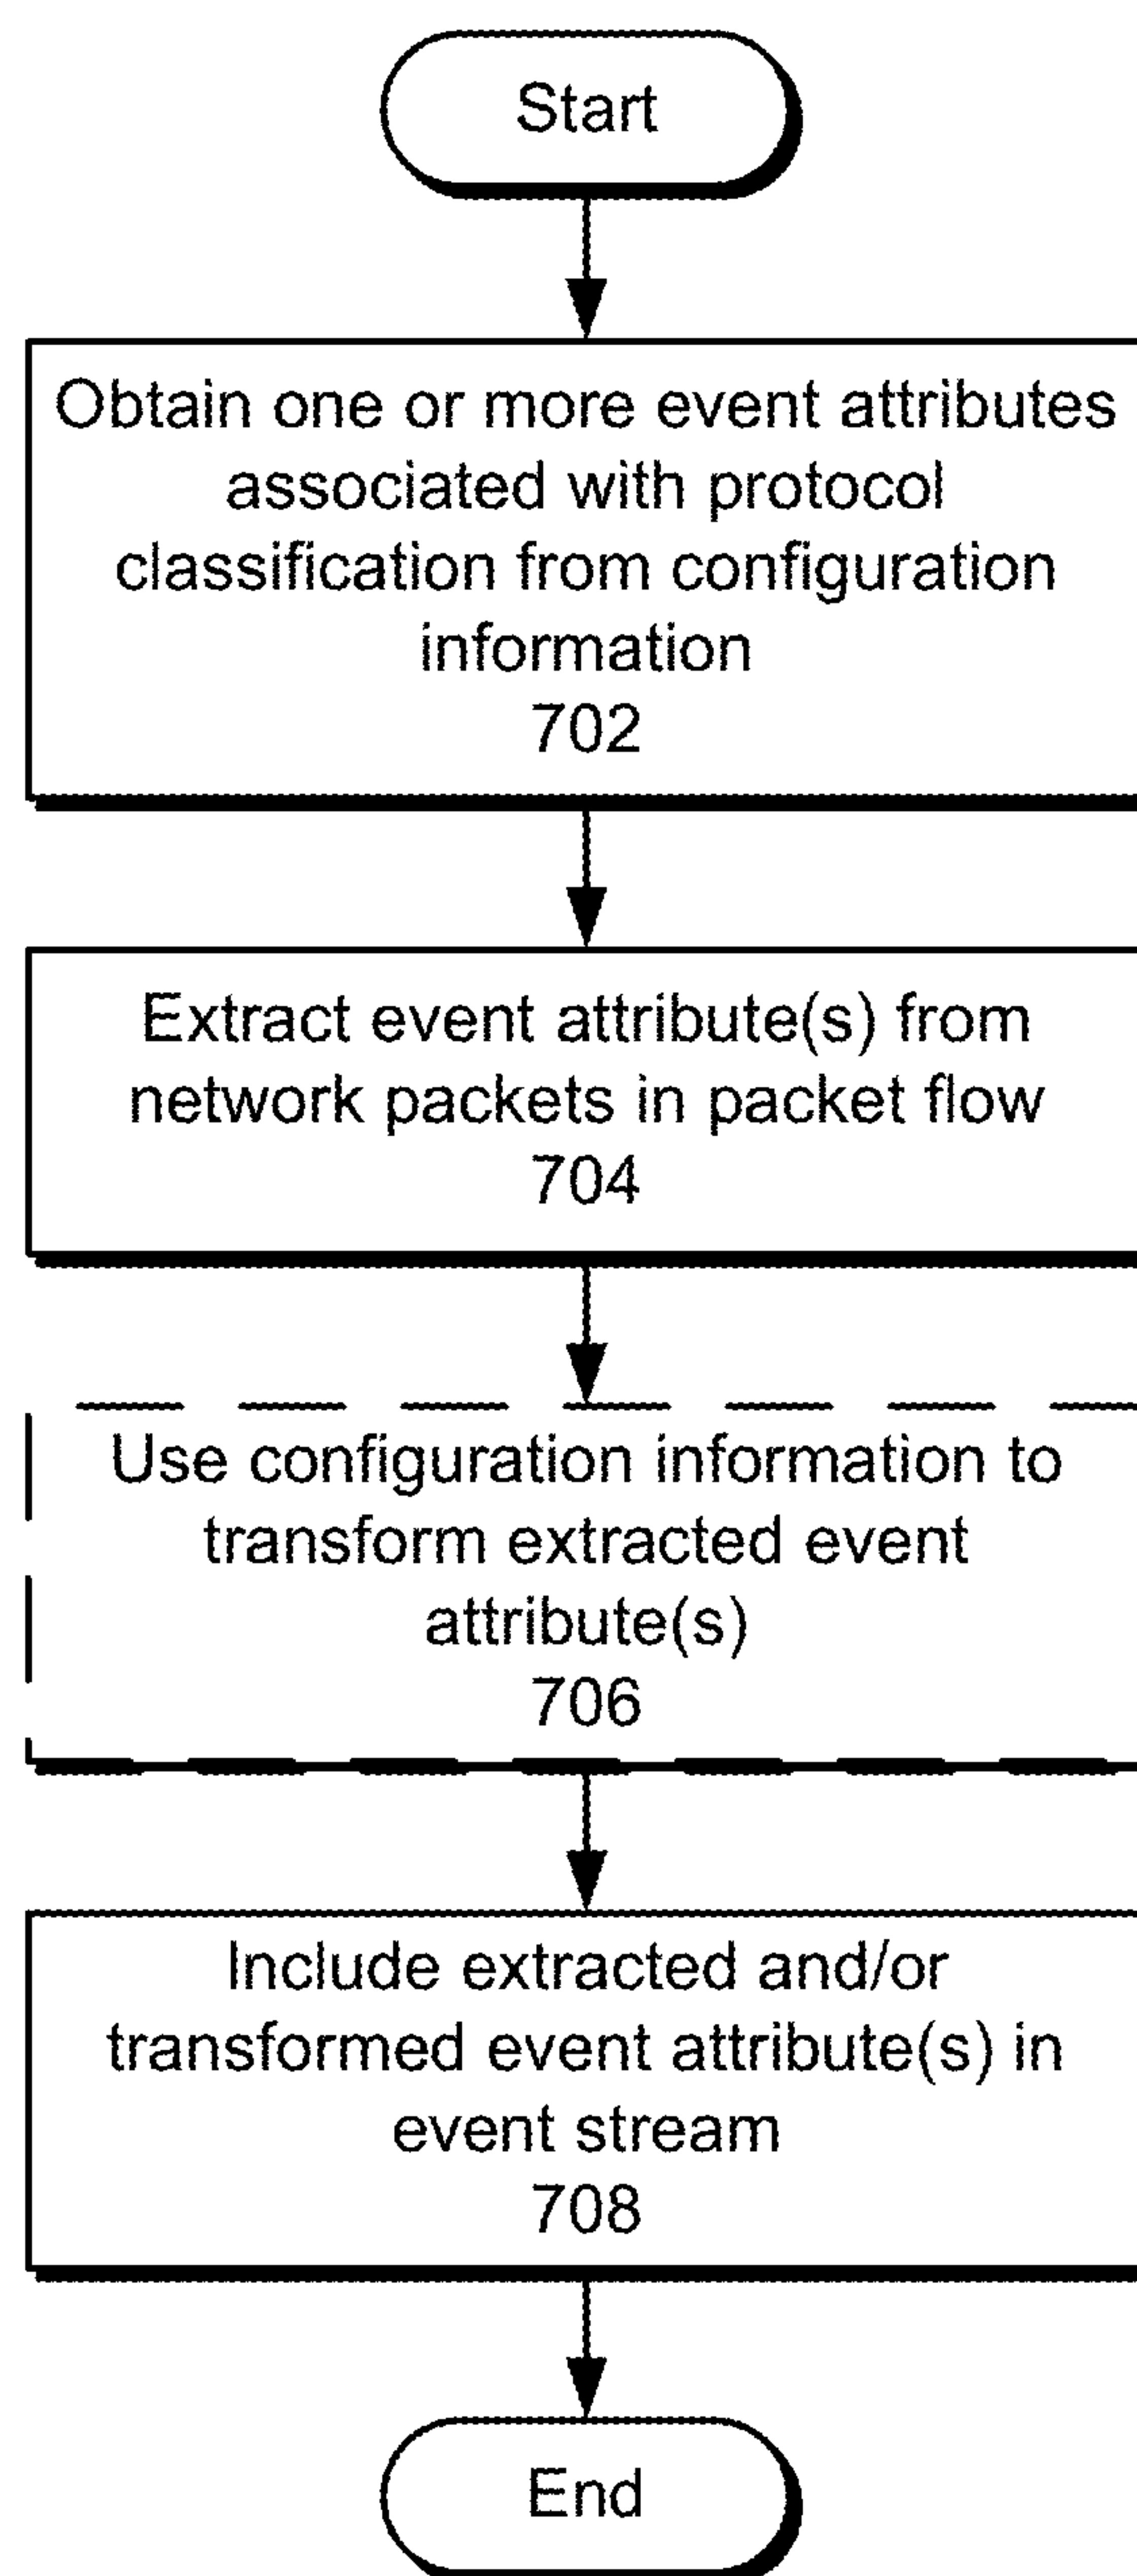 Start
Obtain one or more event attributes
associated with protocol
classification from configuration
information
702
Extract event attribute(s) from
network packets in packet flow
704
Use configuration information to
transform extracted event
attribute(s)
706
Include extracted and/or
transformed event attribute(s) in
event stream
708
End